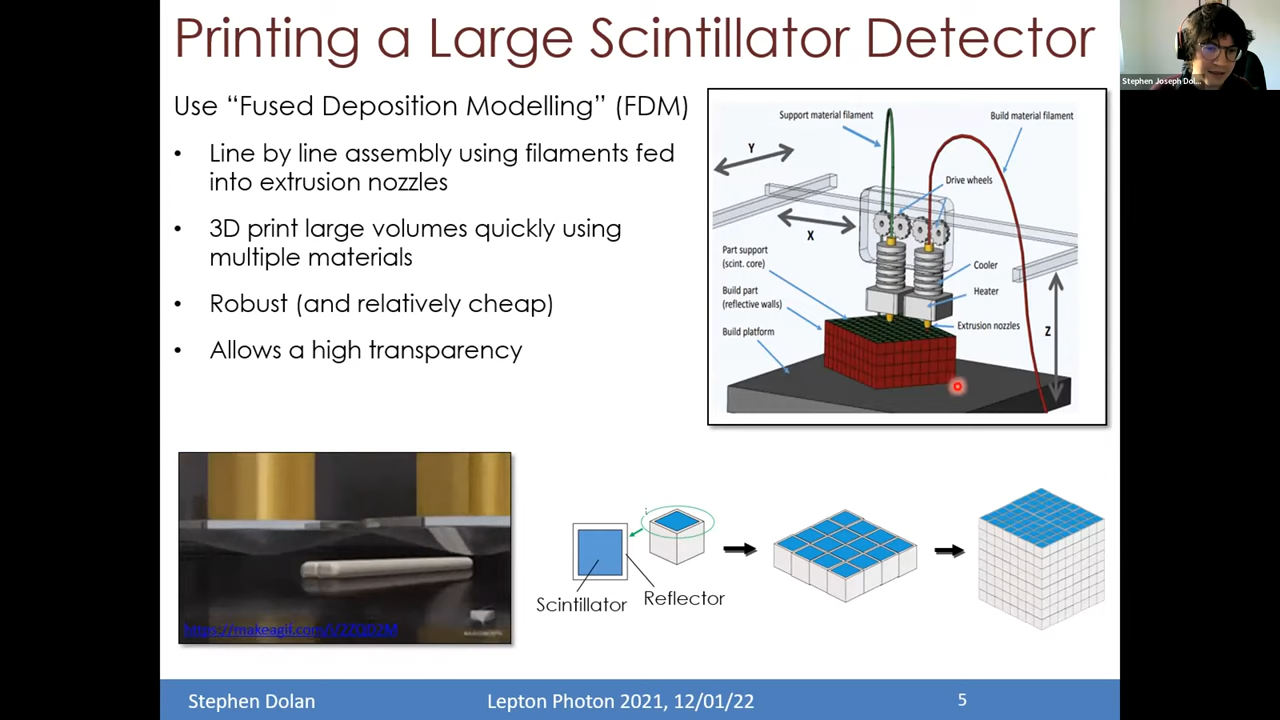 Printing a Large Scintillator Detector
Stephen Joseph Dol...
Use “Fused Deposition Modelling” (FDM)
• Line by line assembly using filaments fed
into extrusion nozzles
• 3D print large volumes quickly using
multiple materials
• Robust (and relatively cheap)
• Allows a high transparency
Support material filament
Build material filament
Y
Drive wheels
X
Part support
(scint. core)
Cooler
Build part
(reflective walls)
Heater
Extrusion nozzles
Build platform
Z
Scintillator
Reflector
Stephen Dolan
Lepton Photon 2021, 12/01/22
5